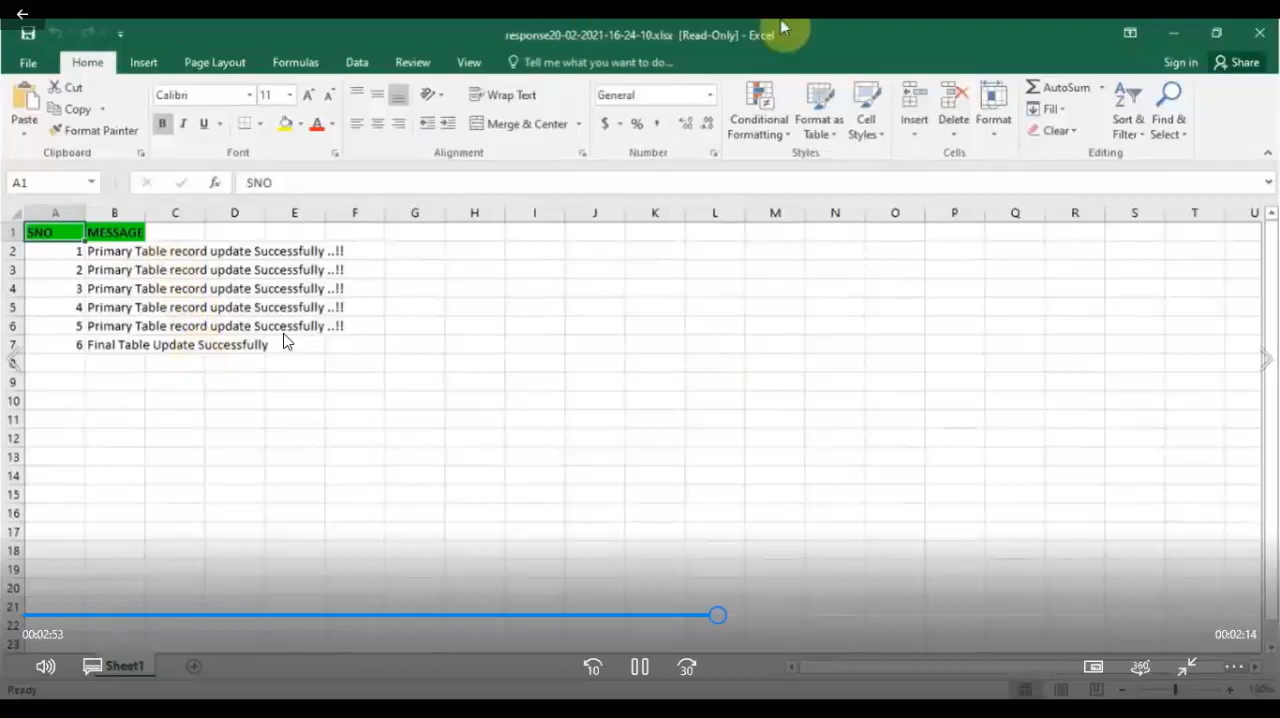 response20-02-2021-16-24-10.xlsx [Read-Only] - Excel
File Home Insert Page Layout Formulas Data Review View Tell me what you want to do... Sign in Share
Paste
Cut
Copy
Format Painter
Clipboard
Calibri 11
B I U
Font
Wrap Text
Merge & Center
Alignment
General
$ % ,
Number
Conditional Formatting
Format as Table
Cell Styles
Styles
Insert Delete Format
Cells
AutoSum
Fill
Clear
Sort & Filter
Find & Select
Editing
A1 fx SNO
A B C D E F G H I J K L M N O P Q R S T U
1 SNO MESSAGE
2 1 Primary Table record update Successfully ..!!
3 2 Primary Table record update Successfully ..!!
4 3 Primary Table record update Successfully ..!!
5 4 Primary Table record update Successfully ..!!
6 5 Primary Table record update Successfully ..!!
7 6 Final Table Update Successfully
8
9
10
11
12
13
14
15
16
17
18
19
20
21
22
23
00:02:53 00:02:14
Sheet1
10 30 360
Ready 100%